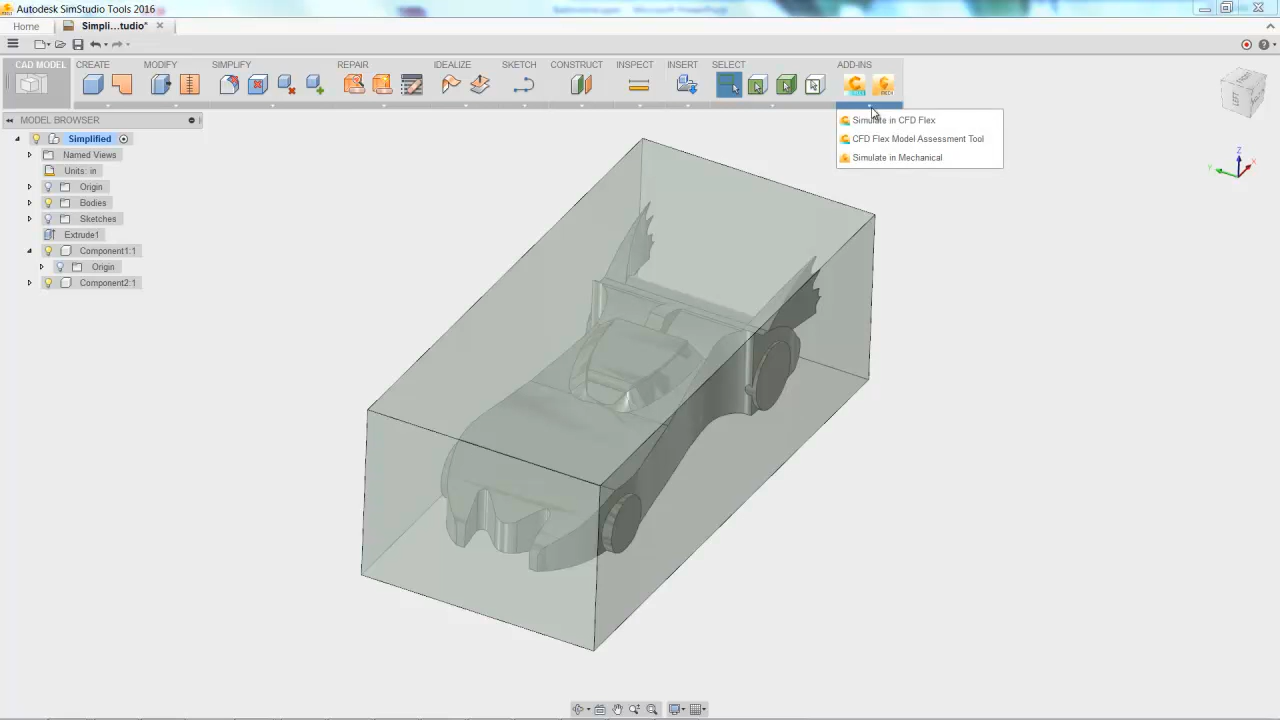 Autodesk SimStudio Tools 2016
Home
Simpli...tudio*
CAD MODEL
CREATE
MODIFY
SIMPLIFY
REPAIR
IDEALIZE
SKETCH
CONSTRUCT
INSPECT
INSERT
SELECT
ADD-INS
MODEL BROWSER
Simulate in CFD Flex
CFD Flex Model Assessment Tool
Simulate in Mechanical
Simplified
Named Views
Units: in
Origin
Bodies
Sketches
Extrude1
Component1:1
Origin
Component2:1
Z
Y
X